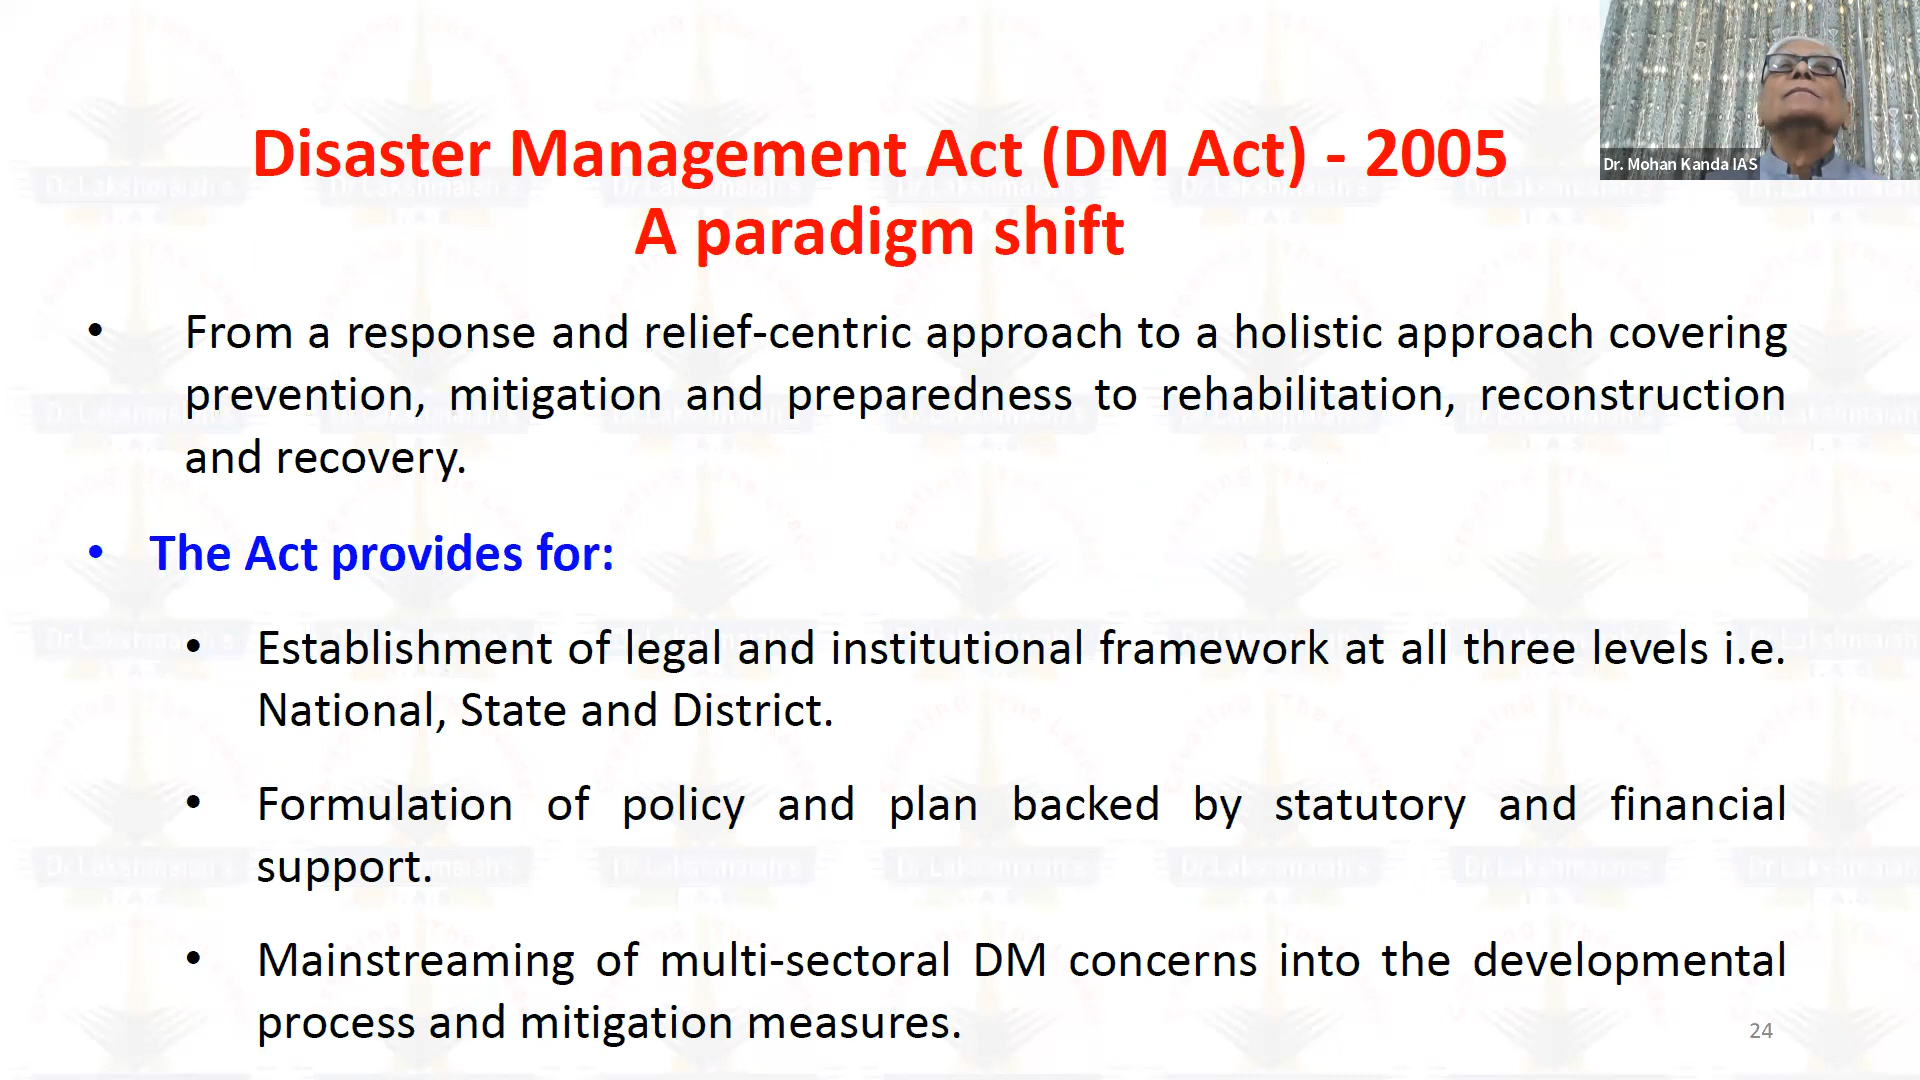 Disaster Management Act (DM Act) - 2005
A paradigm shift
Dr. Mohan Kanda IAS
• From a response and relief-centric approach to a holistic approach covering
prevention, mitigation and preparedness to rehabilitation, reconstruction
and recovery.
• The Act provides for:
• Establishment of legal and institutional framework at all three levels i.e.
National, State and District.
• Formulation of policy and plan backed by statutory and financial
support.
• Mainstreaming of multi-sectoral DM concerns into the developmental
process and mitigation measures.
24